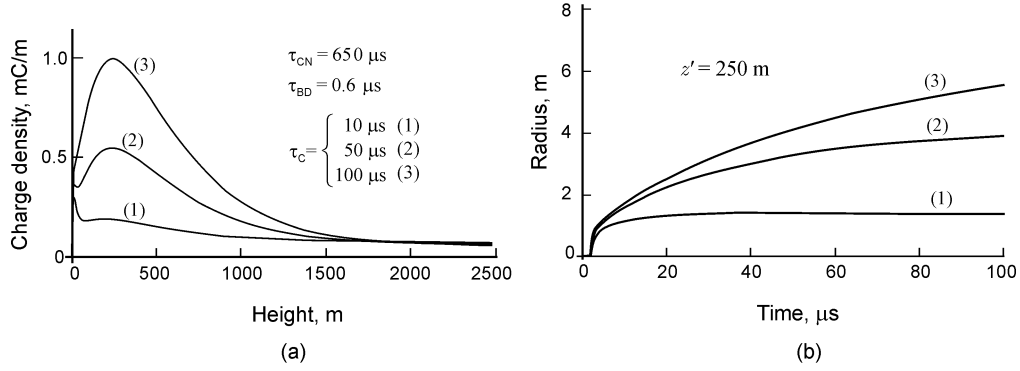 Charge density, mC/m
1.0
0.5
0
0 500 1000 1500 2000 2500
Height, m
(a)
(3)
(2)
(1)
τCN = 650 μs
τBD = 0.6 μs
τC = { 10 μs (1)
50 μs (2)
100 μs (3)
Radius, m
8
6
4
2
0
0 20 40 60 80 100
Time, μs
(b)
z′ = 250 m
(3)
(2)
(1)